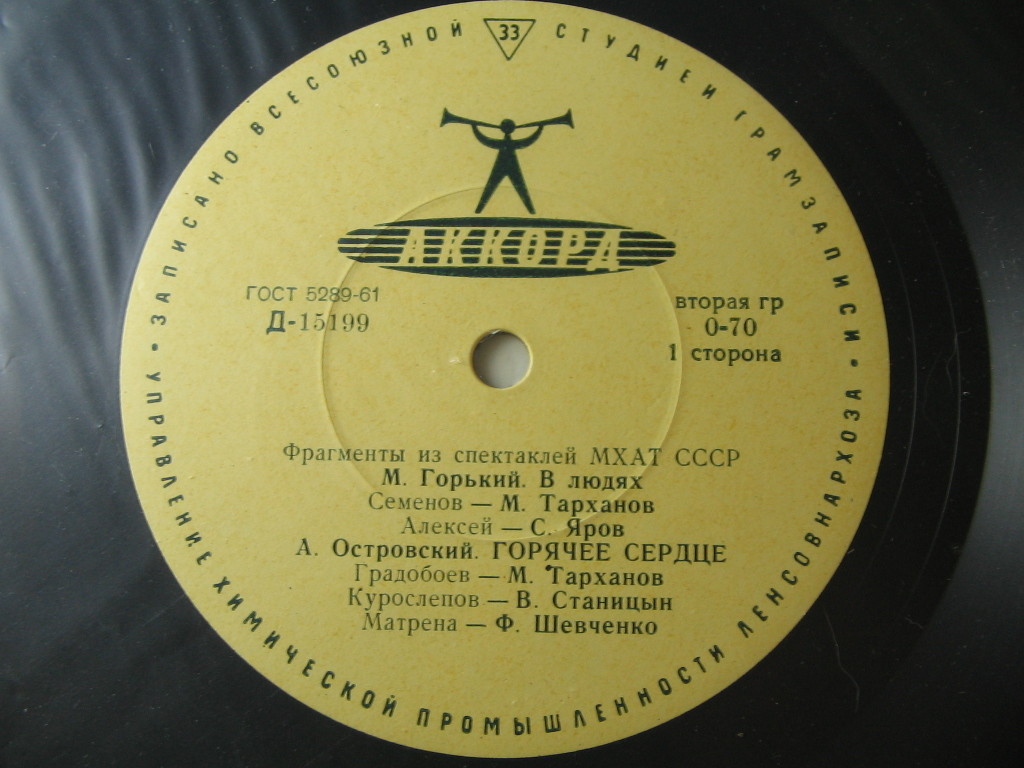 ЗАПИСАНО ВСЕСОЮЗНОЙ СТУДИЕЙ ГРАМЗАПИСИ
33
АККОРД
ГОСТ 5289-61
Д-15199
вторая гр
0-70
1 сторона
Фрагменты из спектаклей МХАТ СССР
М. Горький. В людях
Семенов — М. Тарханов
Алексей — С. Яров
А. Островский. ГОРЯЧЕЕ СЕРДЦЕ
Градобоев — М. Тарханов
Курослепов — В. Станицын
Матрена — Ф. Шевченко
УПАРВЛЕНИЕ ХИМИЧЕСКОЙ ПРОМЫШЛЕННОСТИ ЛЕНСОВНАРХОЗА